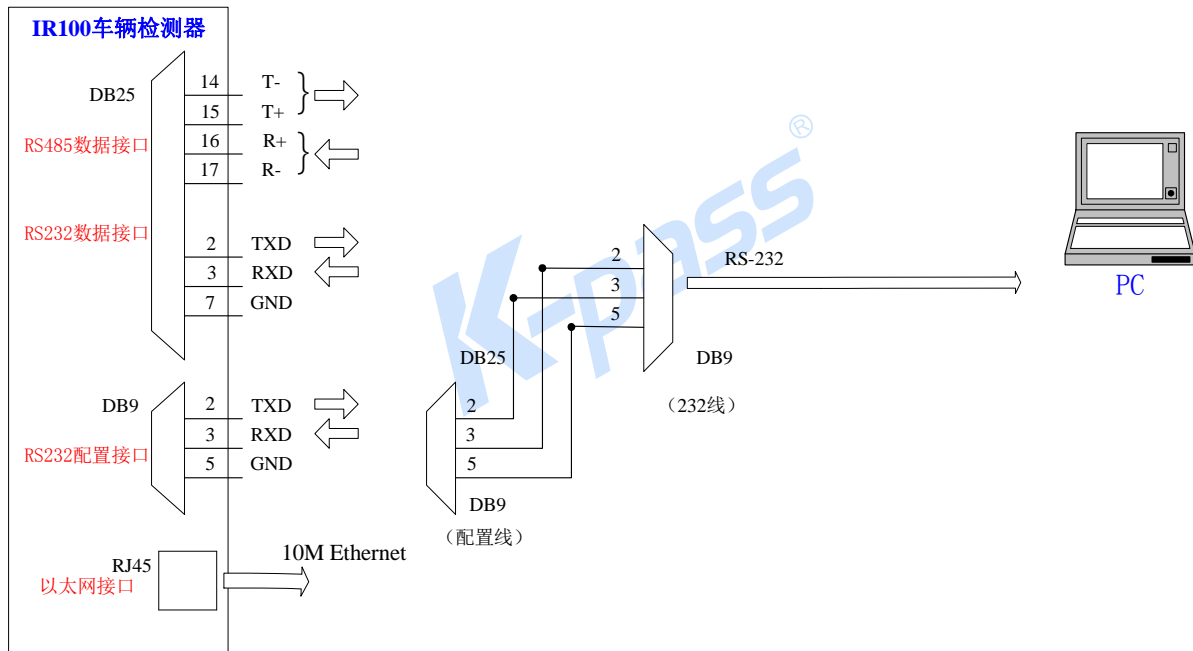 IR100车辆检测器
DB25
RS485数据接口
RS232数据接口
14 T-
15 T+
16 R+
17 R-
2 TXD
3 RXD
7 GND
DB9
RS232配置接口
2 TXD
3 RXD
5 GND
RJ45
以太网接口
10M Ethernet
K-pass®
DB25
2
3
5
DB9
（配置线）
2
3
5
DB9
（232线）
RS-232
PC